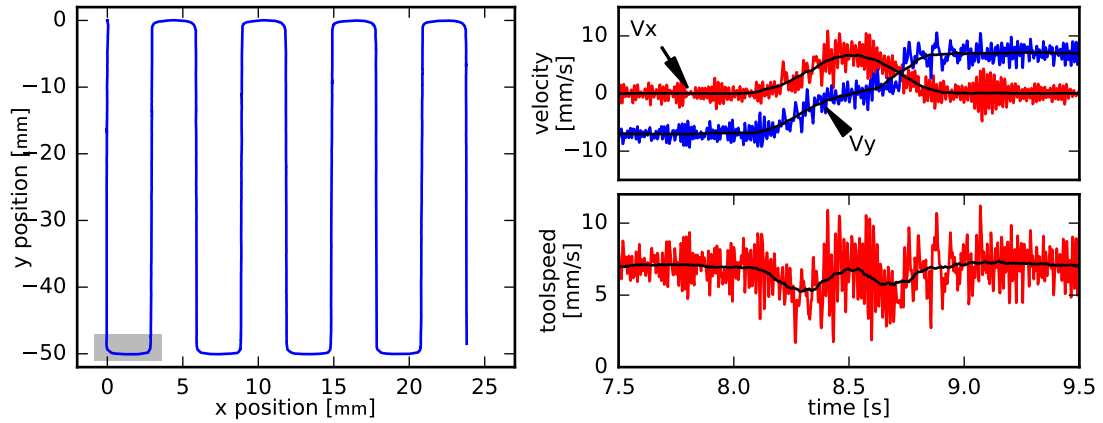 y position [mm]
0
−10
−20
−30
−40
−50
0
5
10
15
20
25
x position [mm]
velocity
[mm/s]
10
0
−10
Vx
Vy
toolspeed
[mm/s]
10
5
0
7.5
8.0
8.5
9.0
9.5
time [s]